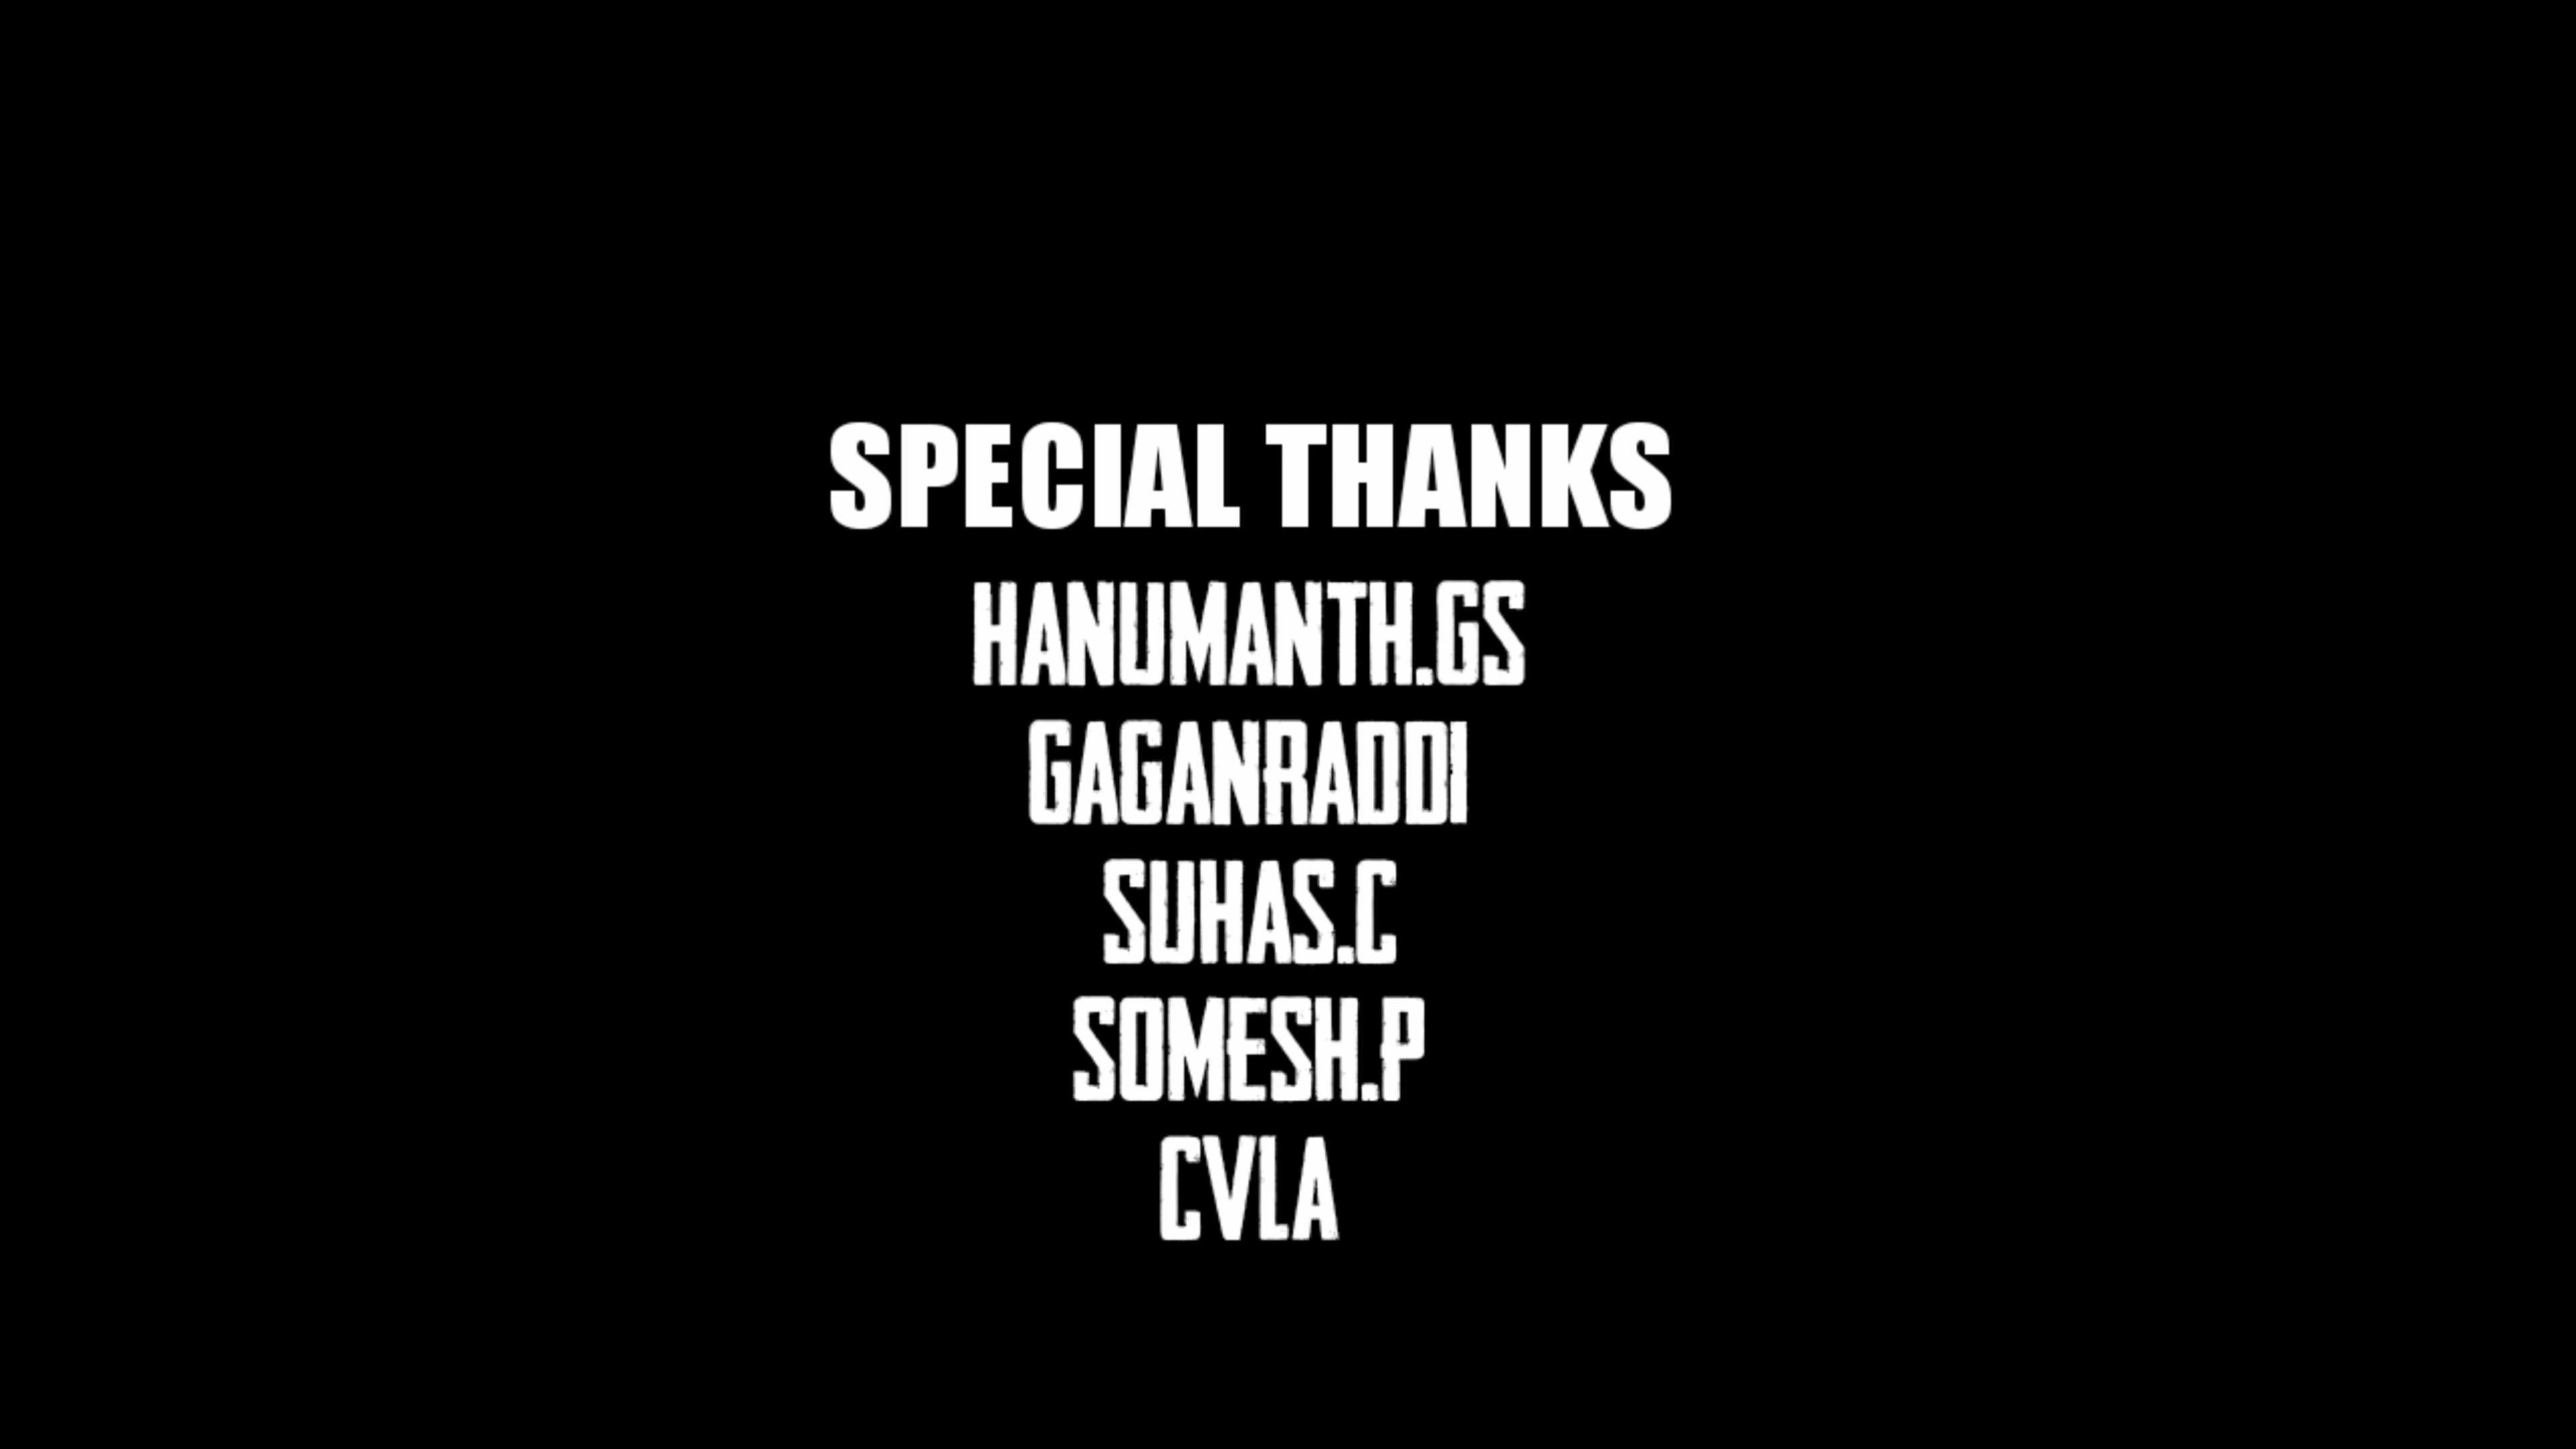 SPECIAL THANKS
HANUMANTH.GS
GAGANRADDI
SUHAS.C
SOMESH.P
CVLA